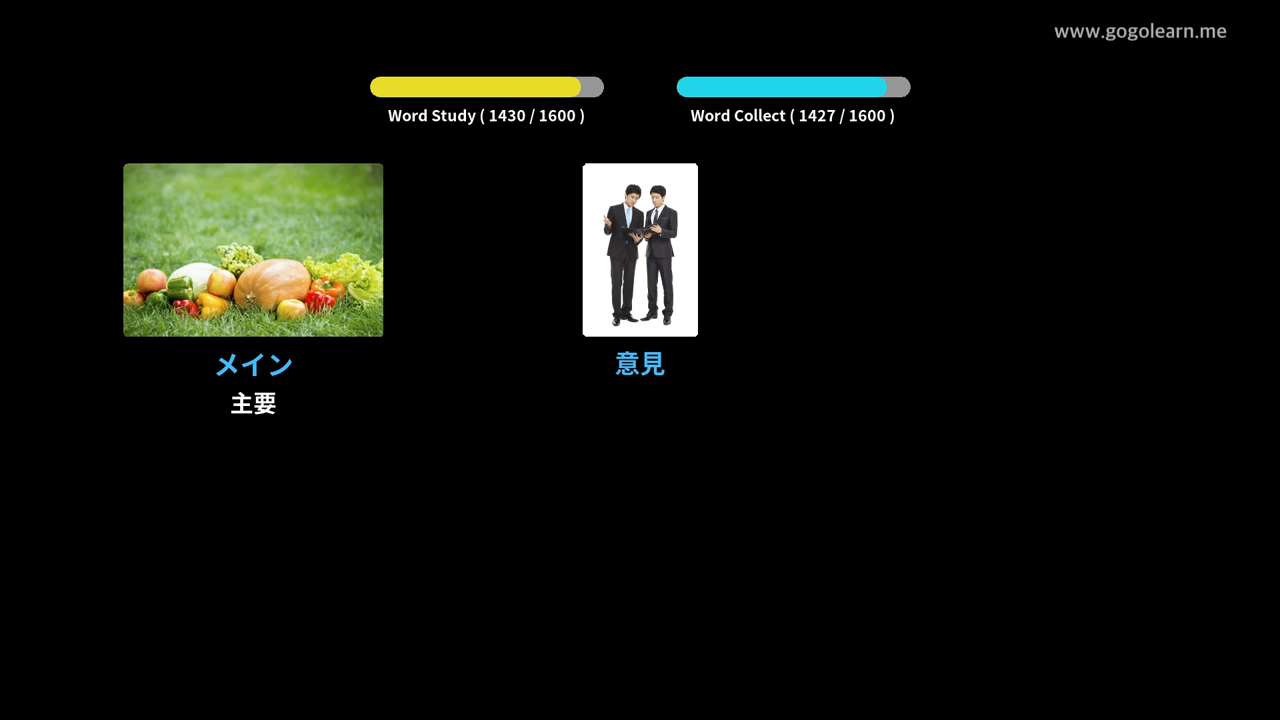 www.gogolearn.me
Word Study ( 1430 / 1600 )
Word Collect ( 1427 / 1600 )
メイン
主要
意見